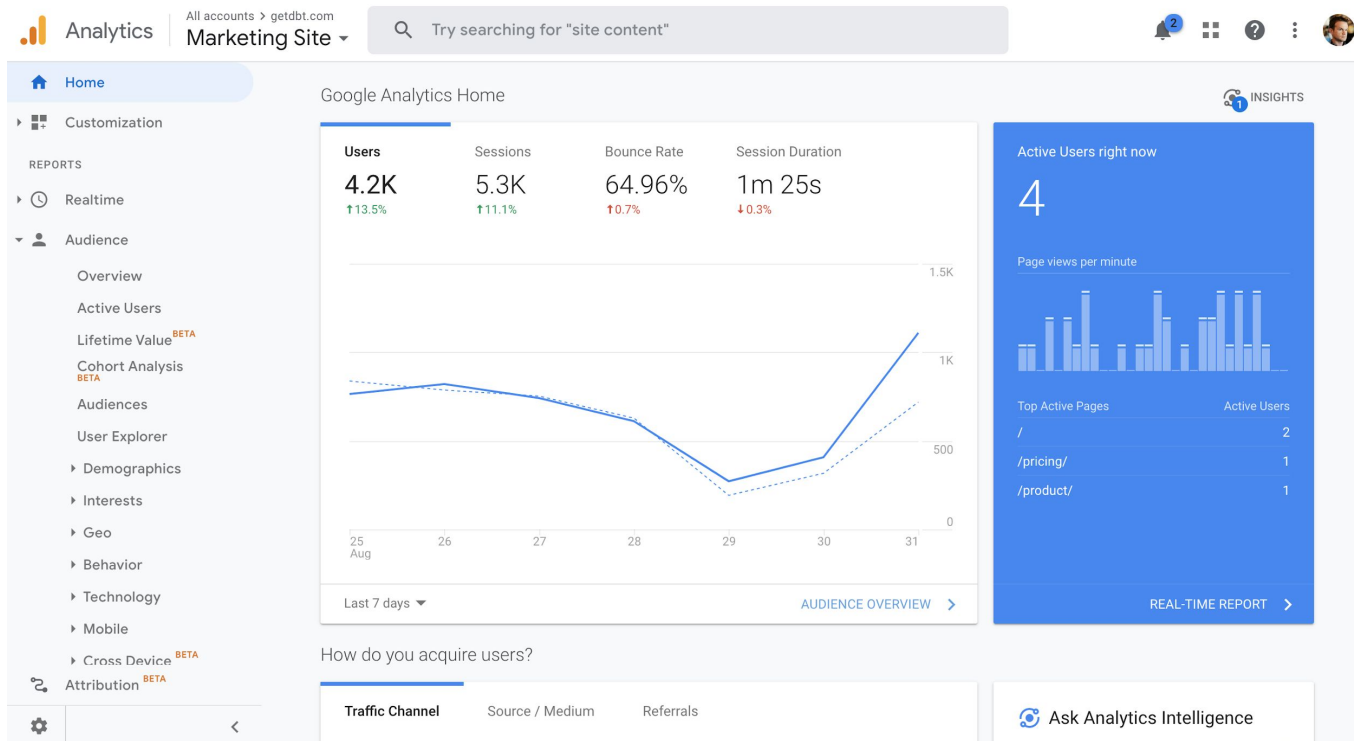 Analytics
All accounts > getdbt.com
Marketing Site
Try searching for "site content"
2
Home
Customization
REPORTS
Realtime
Audience
Overview
Active Users
Lifetime Value BETA
Cohort Analysis
BETA
Audiences
User Explorer
Demographics
Interests
Geo
Behavior
Technology
Mobile
Cross Device BETA
Attribution BETA
Google Analytics Home
1
INSIGHTS
Users Sessions Bounce Rate Session Duration
4.2K 5.3K 64.96% 1m 25s
↑13.5% ↑11.1% ↑0.7% ↓0.3%
1.5K
1K
500
0
25 26 27 28 29 30 31
Aug
Last 7 days
AUDIENCE OVERVIEW
Active Users right now
4
Page views per minute
Top Active Pages Active Users
/ 2
/pricing/ 1
/product/ 1
REAL-TIME REPORT
How do you acquire users?
Traffic Channel Source / Medium Referrals
Ask Analytics Intelligence